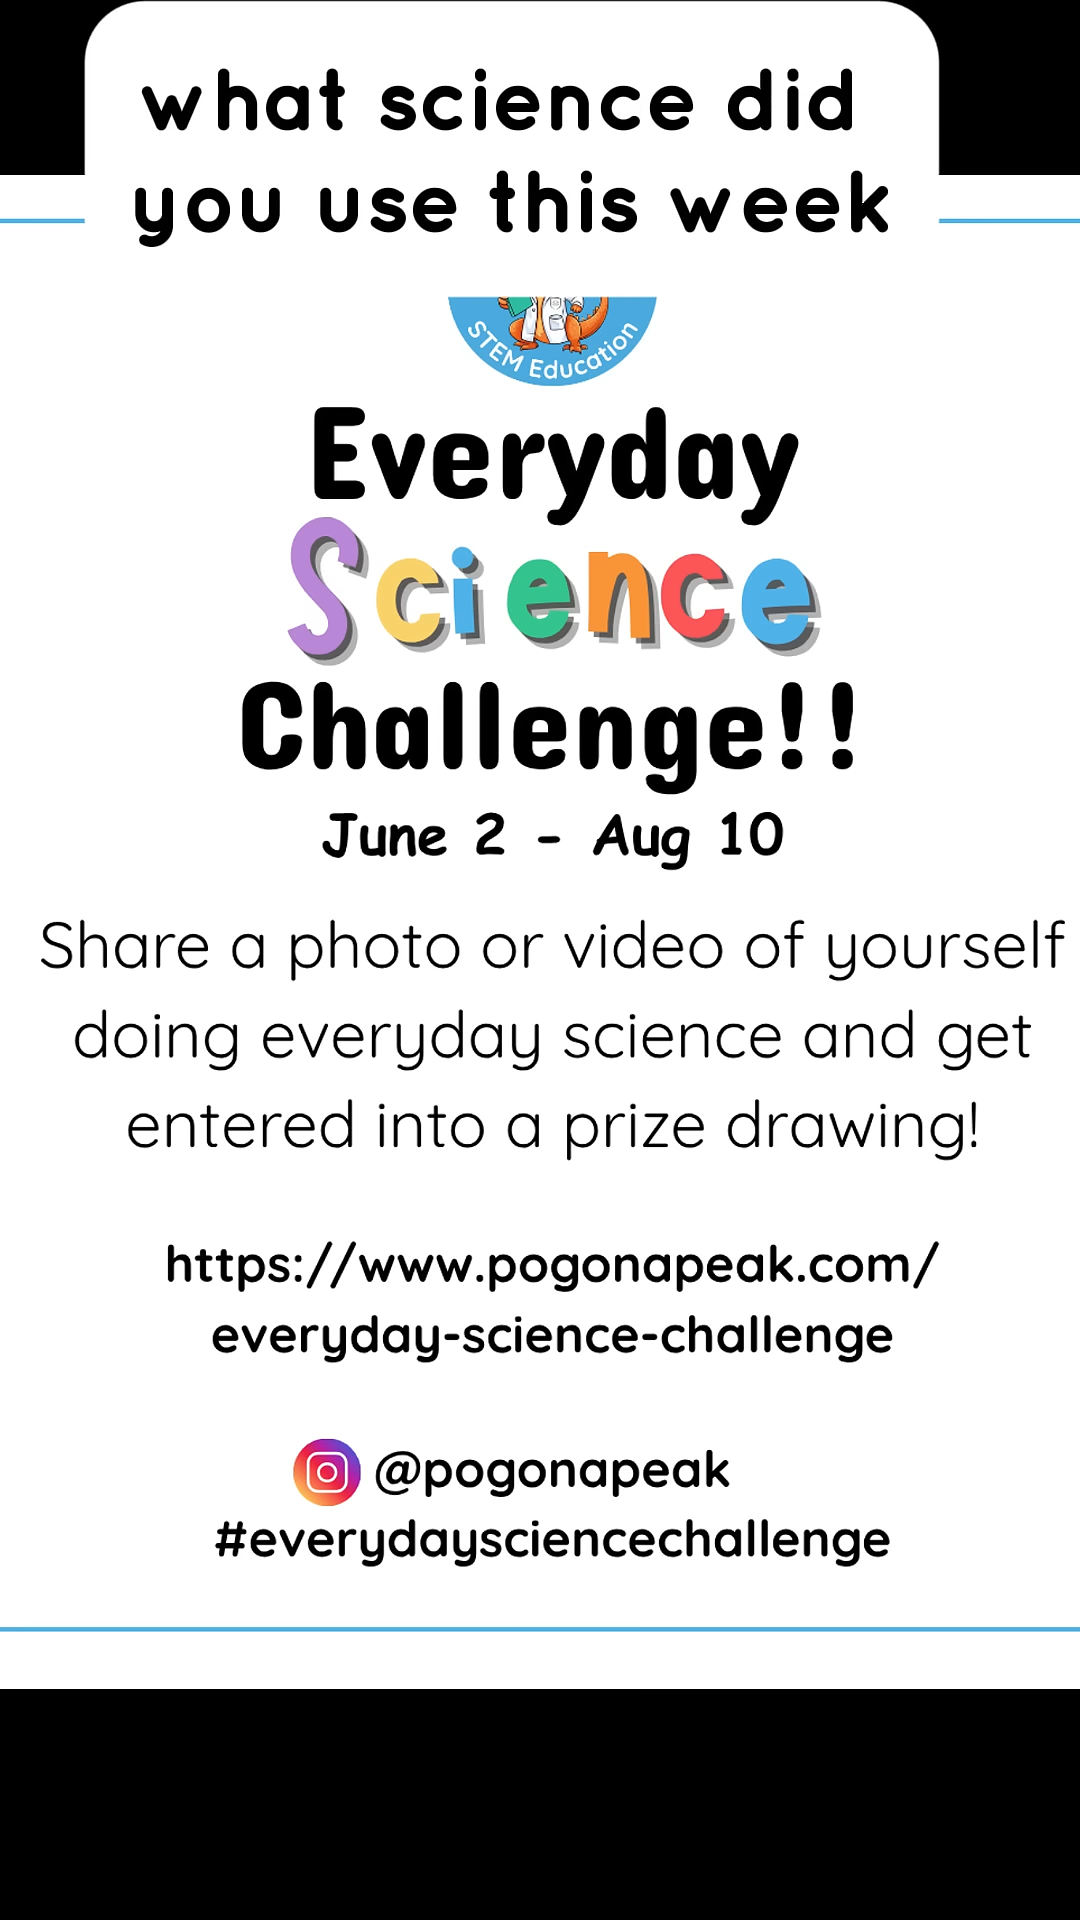 what science did
you use this week
STEM Education
Everyday
Science
Challenge!!
June 2 - Aug 10
Share a photo or video of yourself
doing everyday science and get
entered into a prize drawing!
https://www.pogonapeak.com/
everyday-science-challenge
@pogonapeak
#everydaysciencechallenge